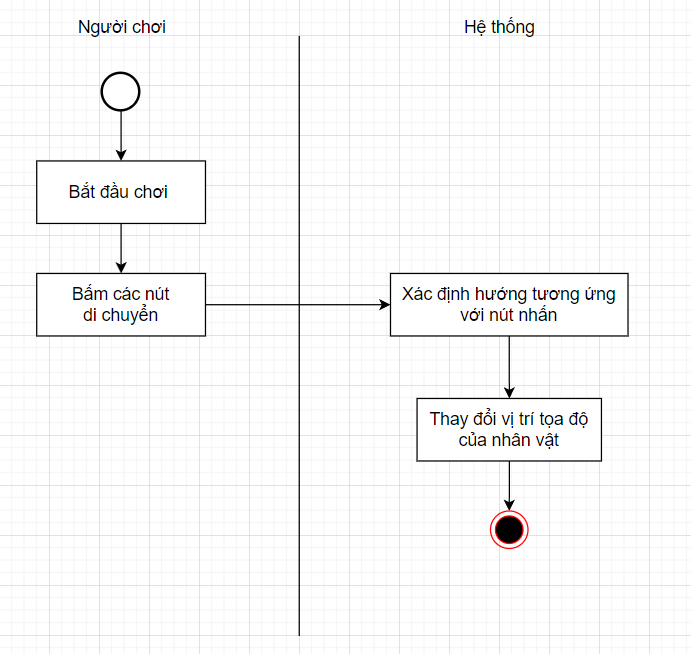 Người chơi
Hệ thống
Bắt đầu chơi
Bấm các nút
di chuyển
Xác định hướng tương ứng
với nút nhấn
Thay đổi vị trí tọa độ
của nhân vật